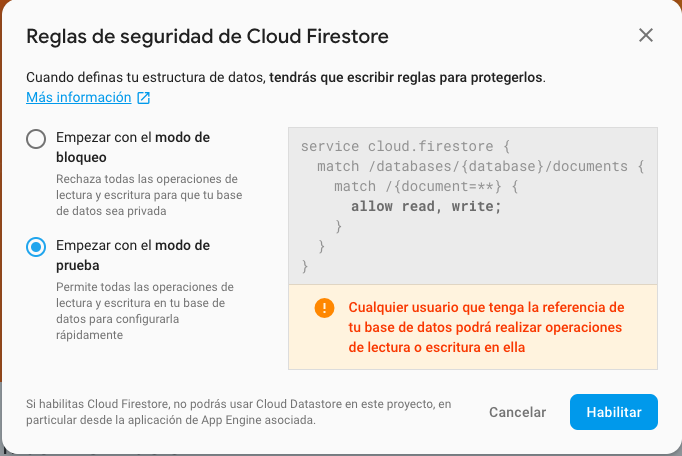 Reglas de seguridad de Cloud Firestore
Cuando definas tu estructura de datos, tendrás que escribir reglas para protegerlos.
Más información
Empezar con el modo de
bloqueo
Rechaza todas las operaciones de
lectura y escritura para que tu base
de datos sea privada
Empezar con el modo de
prueba
Permite todas las operaciones de
lectura y escritura en tu base de
datos para configurarla
rápidamente
service cloud.firestore {
match /databases/{database}/documents {
match /{document=**} {
allow read, write;
}
}
}
Cualquier usuario que tenga la referencia de
tu base de datos podrá realizar operaciones
de lectura o escritura en ella
Si habilitas Cloud Firestore, no podrás usar Cloud Datastore en este proyecto, en
particular desde la aplicación de App Engine asociada.
Cancelar
Habilitar